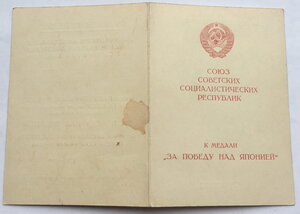 СОЮЗ
СОВЕТСКИХ
СОЦИАЛИСТИЧЕСКИХ
РЕСПУБЛИК
К МЕДАЛИ
„ЗА ПОБЕДУ НАД ЯПОНИЕЙ“